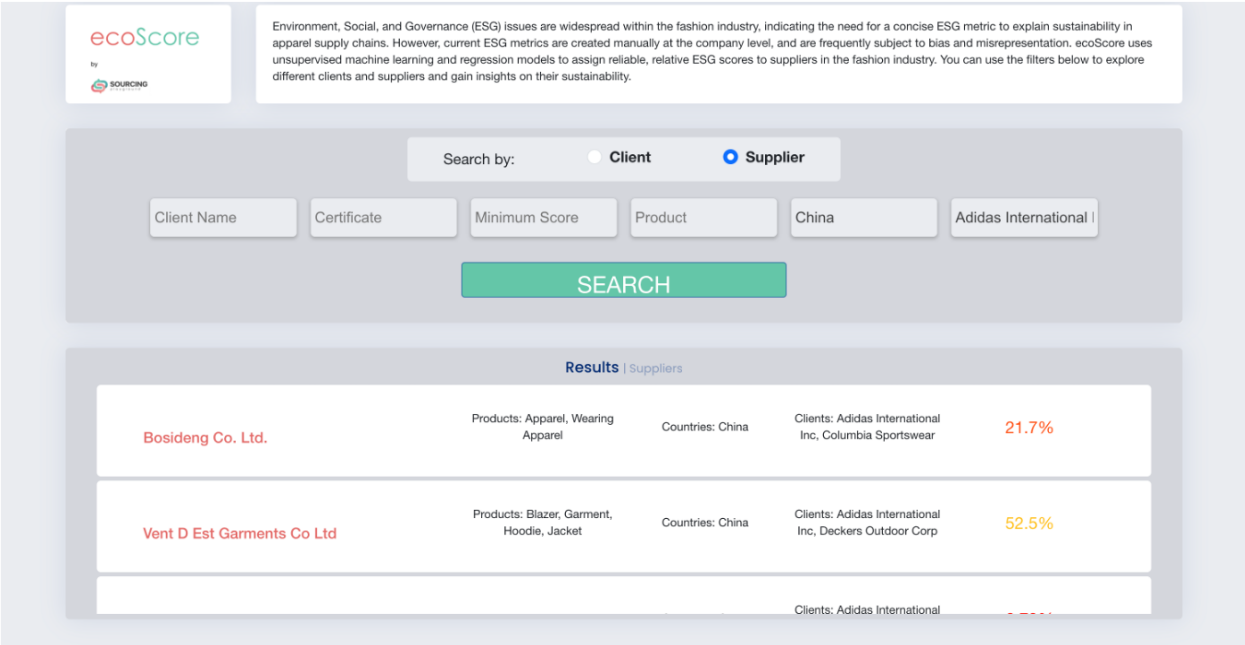 ecoScore
by
SOURCING
PLAYGROUND
Environment, Social, and Governance (ESG) issues are widespread within the fashion industry, indicating the need for a concise ESG metric to explain sustainability in
apparel supply chains. However, current ESG metrics are created manually at the company level, and are frequently subject to bias and misrepresentation. ecoScore uses
unsupervised machine learning and regression models to assign reliable, relative ESG scores to suppliers in the fashion industry. You can use the filters below to explore
different clients and suppliers and gain insights on their sustainability.
Search by: Client Supplier
Client Name Certificate Minimum Score Product China Adidas International
SEARCH
Results | Suppliers
Bosideng Co. Ltd.
Products: Apparel, Wearing
Apparel
Countries: China
Clients: Adidas International
Inc, Columbia Sportswear
21.7%
Vent D Est Garments Co Ltd
Products: Blazer, Garment,
Hoodie, Jacket
Countries: China
Clients: Adidas International
Inc, Deckers Outdoor Corp
52.5%
Clients: Adidas International